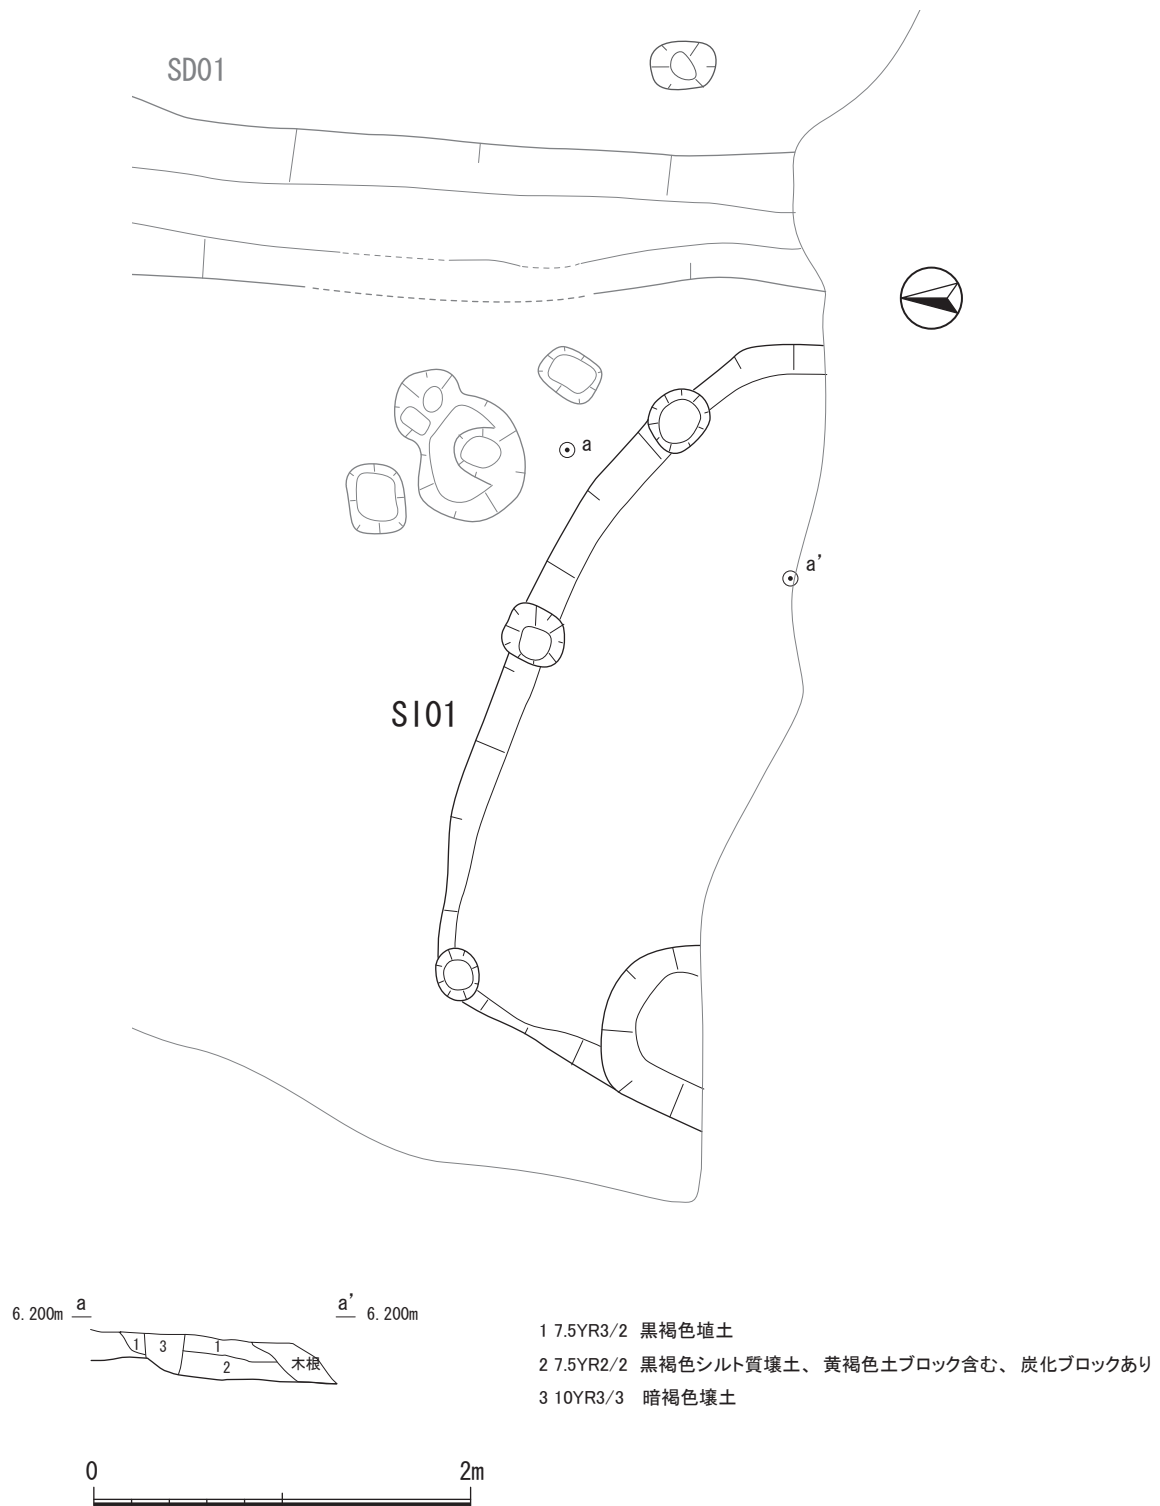 SD01
a
a’
SI01
6.200m a
a’ 6.200m
1 3 1
2 木根
1 7.5YR3/2 黒褐色埴土
2 7.5YR2/2 黒褐色シルト質壌土、黄褐色土ブロック含む、炭化ブロックあり
3 10YR3/3 暗褐色壌土
0 2m